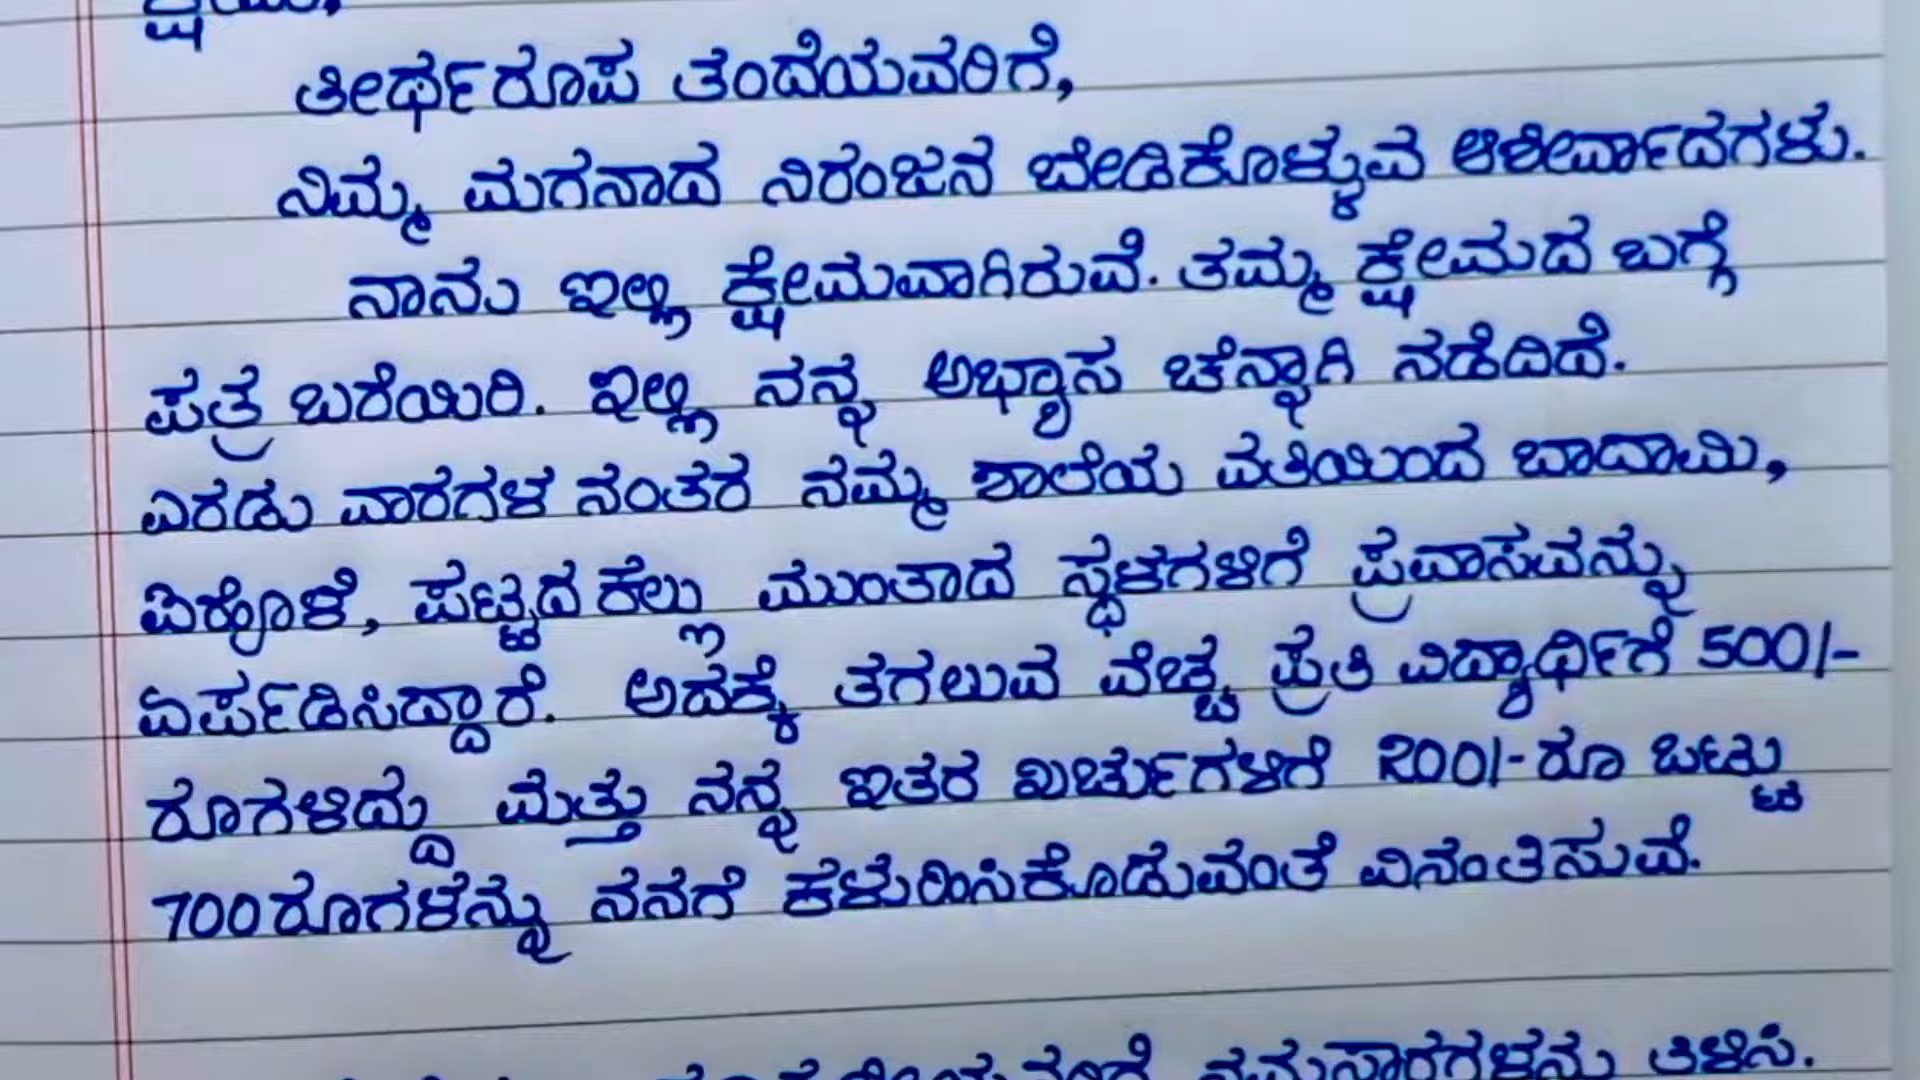 ಕ್ಷೇಮ,
ತೀರ್ಥರೂಪ ತಂದೆಯವರಿಗೆ,
ನಿಮ್ಮ ಮಗನಾದ ನಿರಂಜನ ಬೇಡಿಕೊಳ್ಳುವ ಆಶೀರ್ವಾದಗಳು.
ನಾನು ಇಲ್ಲಿ ಕ್ಷೇಮವಾಗಿರುವೆ. ತಮ್ಮ ಕ್ಷೇಮದ ಬಗ್ಗೆ
ಪತ್ರ ಬರೆಯಿರಿ. ಇಲ್ಲಿ ನನ್ನ ಅಭ್ಯಾಸ ಚೆನ್ನಾಗಿ ನಡೆದಿದೆ.
ಎರಡು ವಾರಗಳ ನಂತರ ನಮ್ಮ ಶಾಲೆಯ ವತಿಯಿಂದ ಬಾದಾಮಿ,
ಐಹೊಳೆ, ಪಟ್ಟದಕಲ್ಲು ಮುಂತಾದ ಸ್ಥಳಗಳಿಗೆ ಪ್ರವಾಸವನ್ನು
ಏರ್ಪಡಿಸಿದ್ದಾರೆ. ಅದಕ್ಕೆ ತಗಲುವ ವೆಚ್ಚ ಪ್ರತಿ ವಿದ್ಯಾರ್ಥಿಗೆ 500/-
ರೂಗಳಿದ್ದು ಮತ್ತು ನನ್ನ ಇತರ ಖರ್ಚುಗಳಿಗೆ 200/- ರೂ ಒಟ್ಟು
700ರೂಗಳನ್ನು ನನಗೆ ಕಳುಹಿಸಿಕೊಡುವಂತೆ ವಿನಂತಿಸುವೆ.
ನಮಸ್ಕಾರಗಳನ್ನು ತಿಳಿಸಿ.